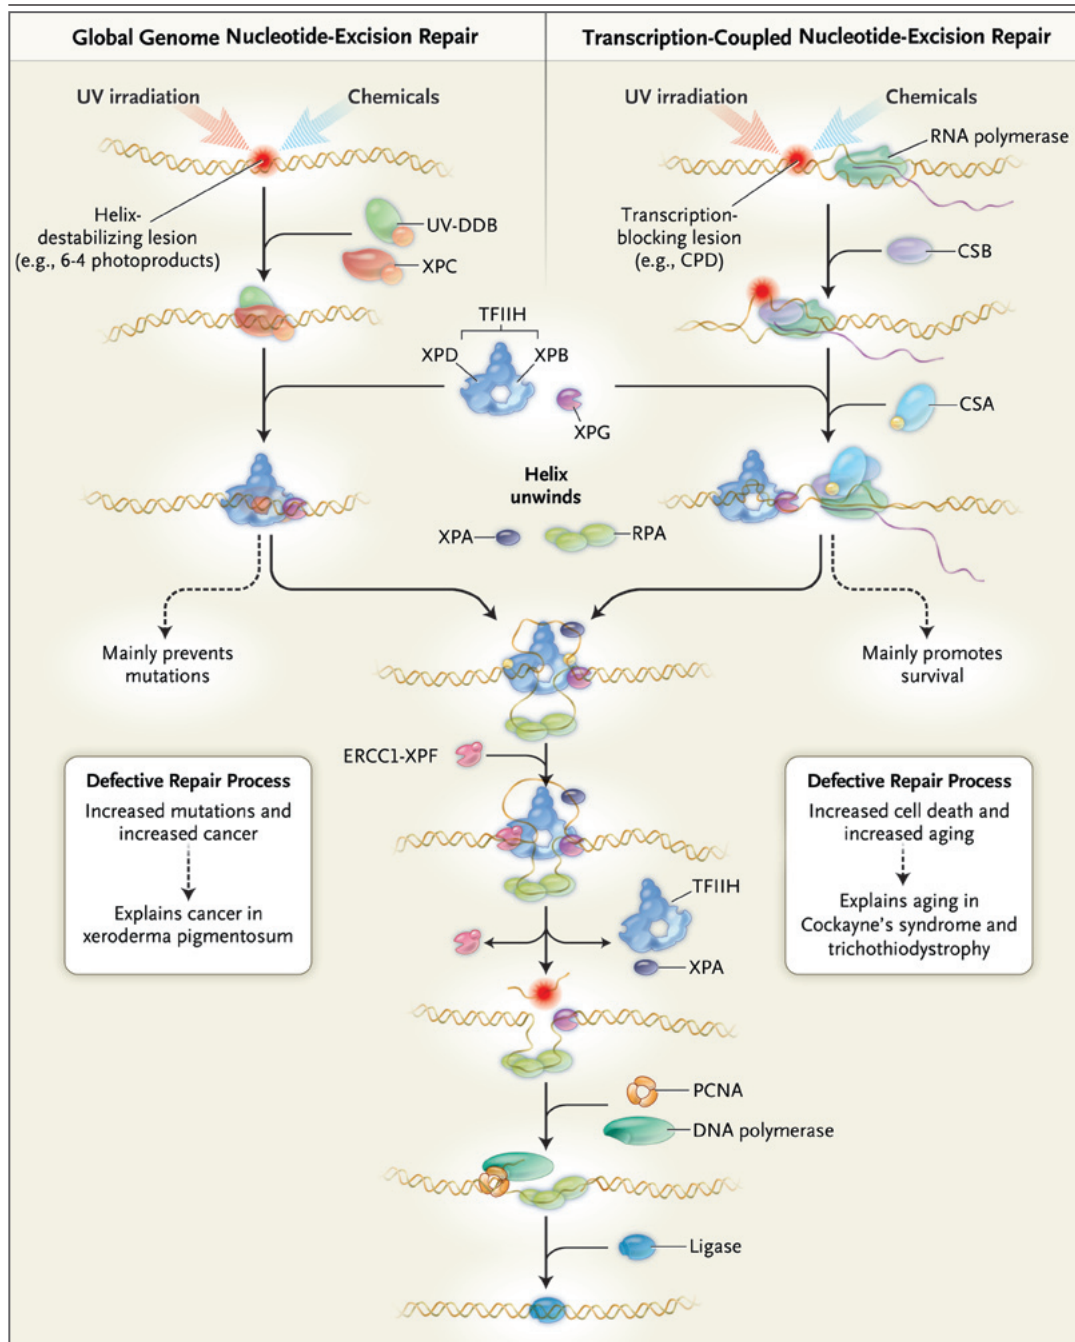 Global Genome Nucleotide-Excision Repair
Transcription-Coupled Nucleotide-Excision Repair
UV irradiation
Chemicals
Helix-
destabilizing lesion
(e.g., 6-4 photoproducts)
UV-DDB
XPC
UV irradiation
Chemicals
RNA polymerase
Transcription-
blocking lesion
(e.g., CPD)
CSB
TFIIH
XPD
XPB
XPG
CSA
Helix
unwinds
XPA
RPA
Mainly prevents
mutations
Mainly promotes
survival
ERCC1-XPF
Defective Repair Process
Increased mutations and
increased cancer
Explains cancer in
xeroderma pigmentosum
Defective Repair Process
Increased cell death and
increased aging
Explains aging in
Cockayne's syndrome and
trichothiodystrophy
TFIIH
XPA
PCNA
DNA polymerase
Ligase